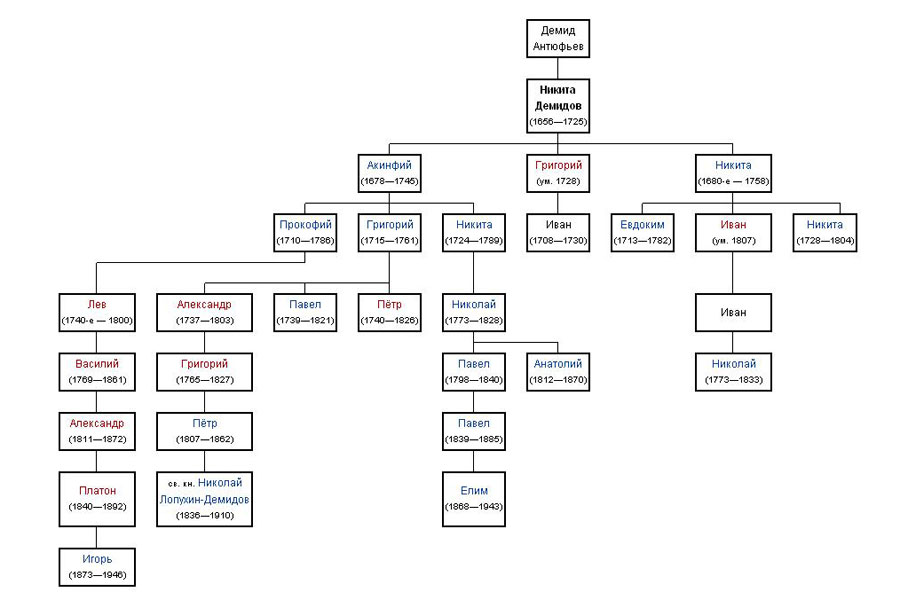 Демид
Антюфьев
Никита
Демидов
(1656—1725)
Акинфий
(1678—1745)
Григорий
(ум. 1728)
Никита
(1680-е — 1758)
Прокофий
(1710—1786)
Григорий
(1715—1761)
Никита
(1724—1789)
Иван
(1708—1730)
Евдоким
(1713—1782)
Иван
(ум. 1807)
Никита
(1728—1804)
Лев
(1740-е — 1800)
Александр
(1737—1803)
Павел
(1739—1821)
Пётр
(1740—1826)
Николай
(1773—1828)
Иван
Василий
(1769—1861)
Григорий
(1765—1827)
Павел
(1798—1840)
Анатолий
(1812—1870)
Николай
(1773—1833)
Александр
(1811—1872)
Пётр
(1807—1862)
Павел
(1839—1885)
Платон
(1840—1892)
св. кн. Николай
Лопухин-Демидов
(1836—1910)
Елим
(1868—1943)
Игорь
(1873—1946)